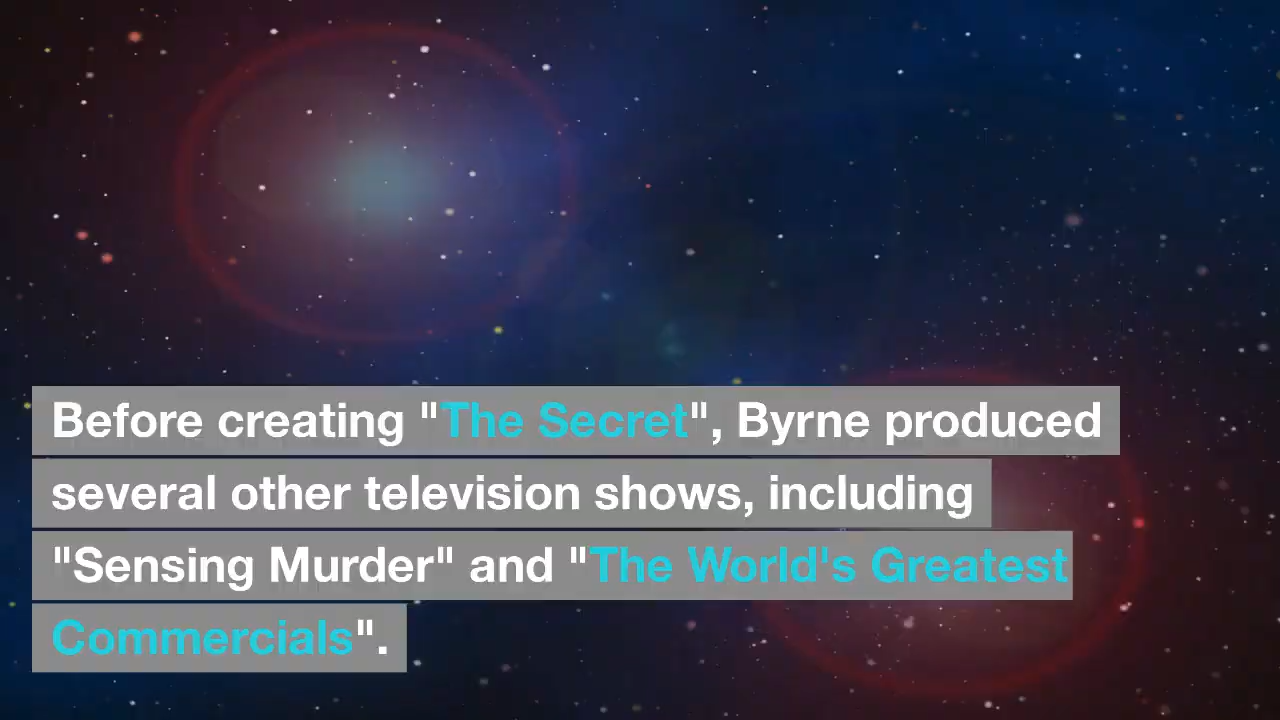 Before creating "The Secret", Byrne produced
several other television shows, including
"Sensing Murder" and "The World's Greatest
Commercials".